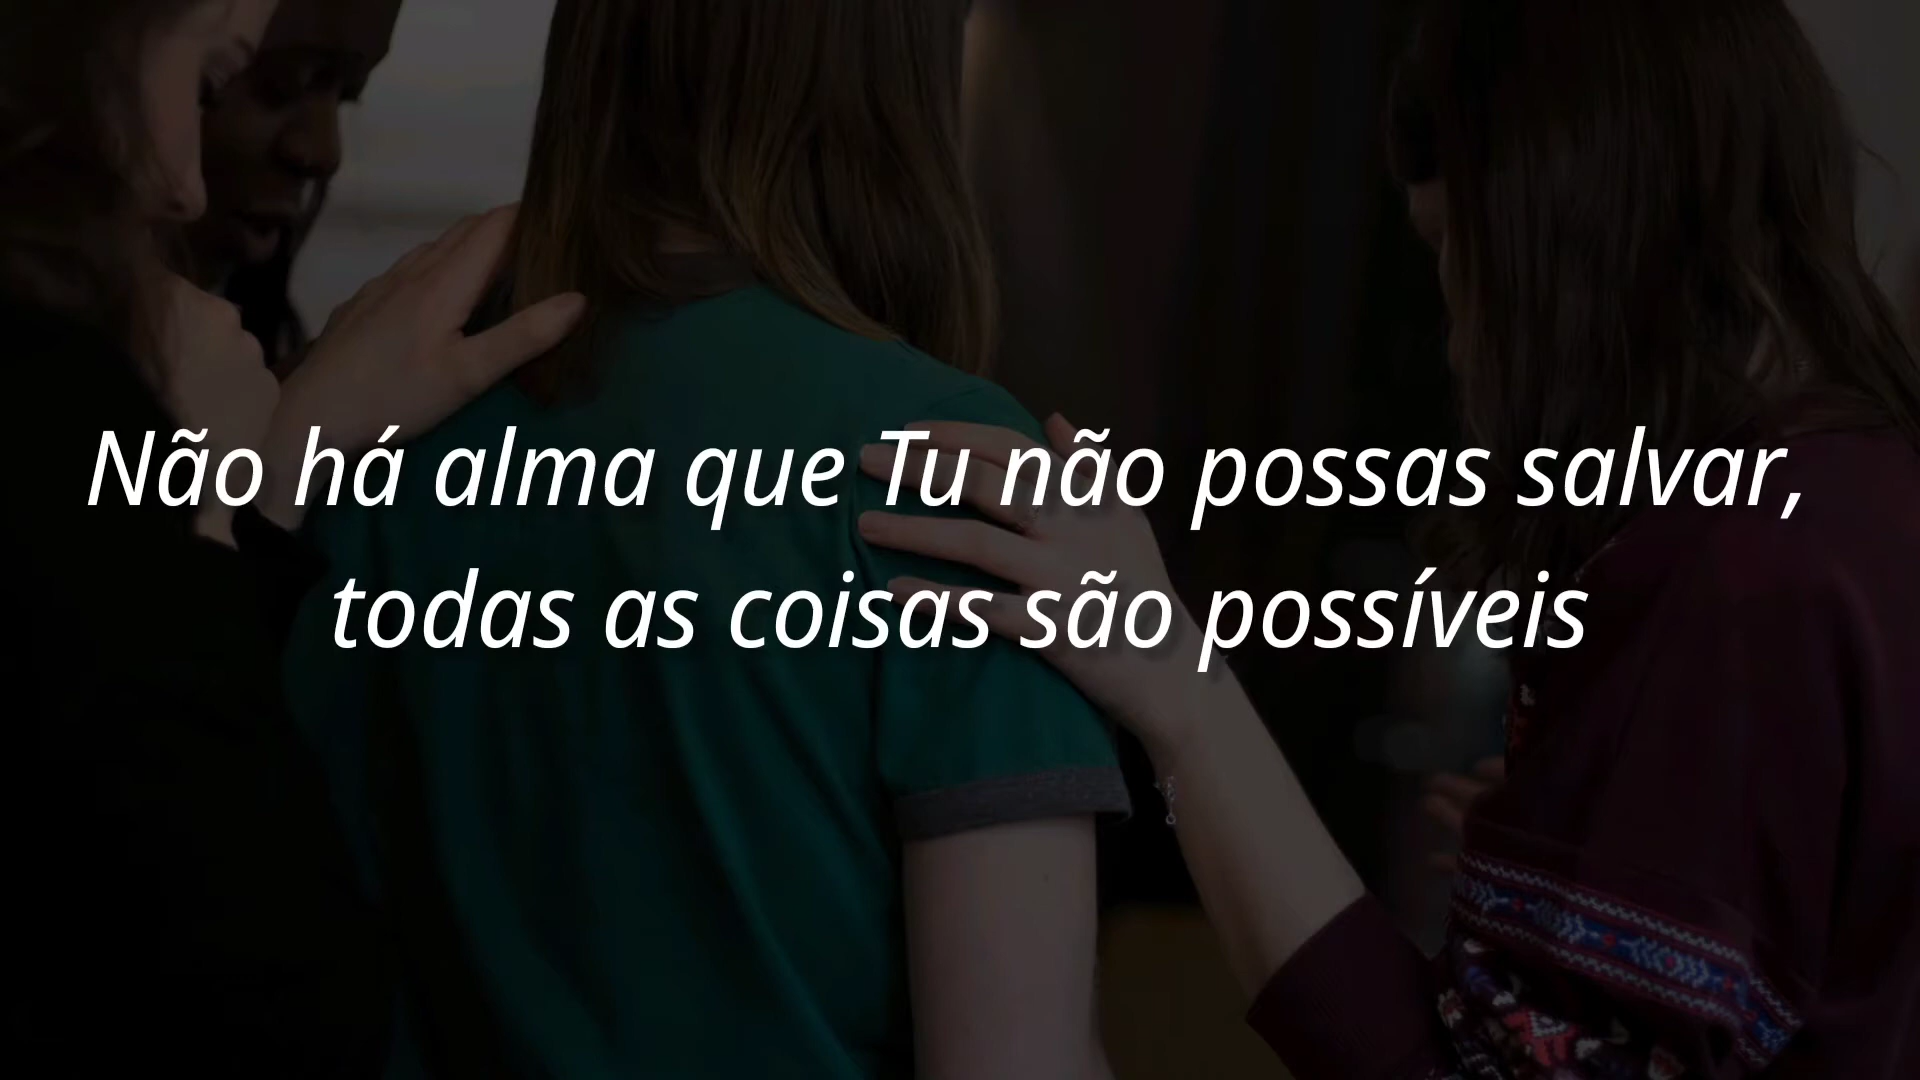 Não há alma que Tu não possas salvar,
todas as coisas são possíveis